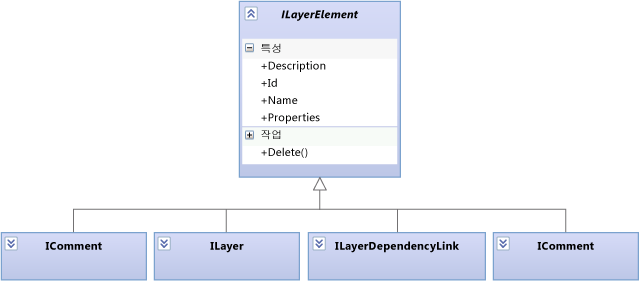 ILayerElement
특성
+Description
+Id
+Name
+Properties
작업
+Delete()
IComment
ILayer
ILayerDependencyLink
IComment